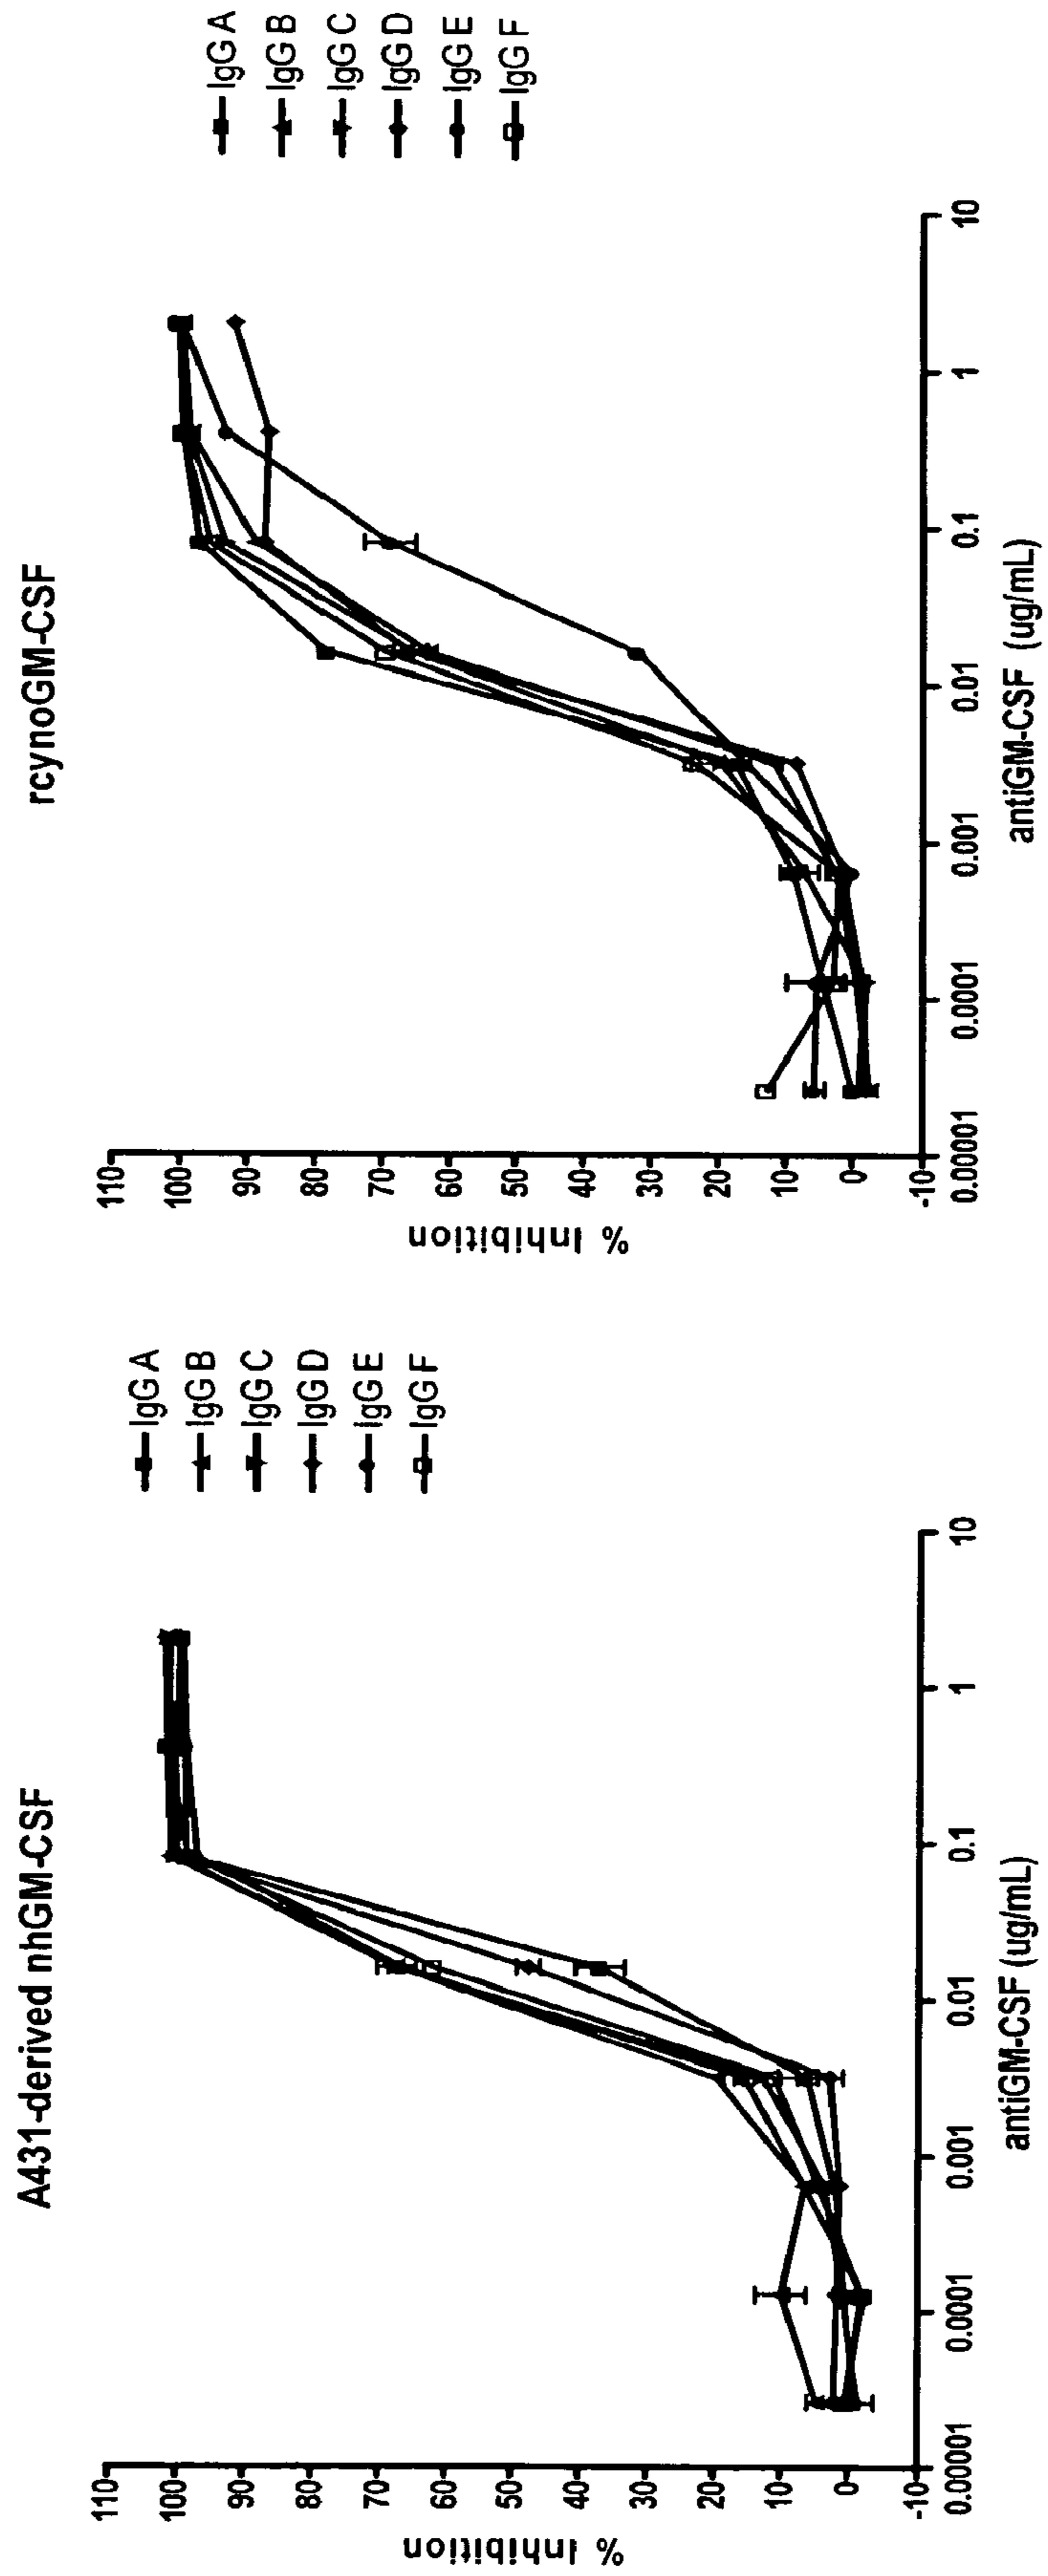 A431-derived nhGM-CSF
% Inhibition
110
100
90
80
70
60
50
40
30
20
10
0
-10
0.00001
0.0001
0.001
0.01
0.1
1
10
antiGM-CSF (ug/mL)
IgG A
IgG B
IgG C
IgG D
IgG E
IgG F
rcynoGM-CSF
% Inhibition
110
100
90
80
70
60
50
40
30
20
10
0
-10
0.00001
0.0001
0.001
0.01
0.1
1
10
antiGM-CSF (ug/mL)
IgG A
IgG B
IgG C
IgG D
IgG E
IgG F